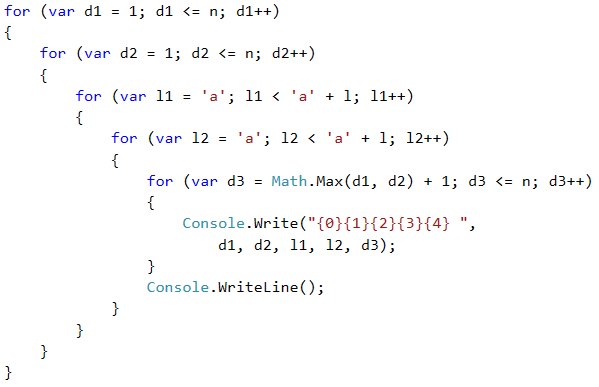 for (var d1 = 1; d1 <= n; d1++)
{
    for (var d2 = 1; d2 <= n; d2++)
    {
        for (var l1 = 'a'; l1 < 'a' + l; l1++)
        {
            for (var l2 = 'a'; l2 < 'a' + l; l2++)
            {
                for (var d3 = Math.Max(d1, d2) + 1; d3 <= n; d3++)
                {
                    Console.Write("{0}{1}{2}{3}{4} ",
                        d1, d2, l1, l2, d3);
                }
                Console.WriteLine();
            }
        }
    }
}